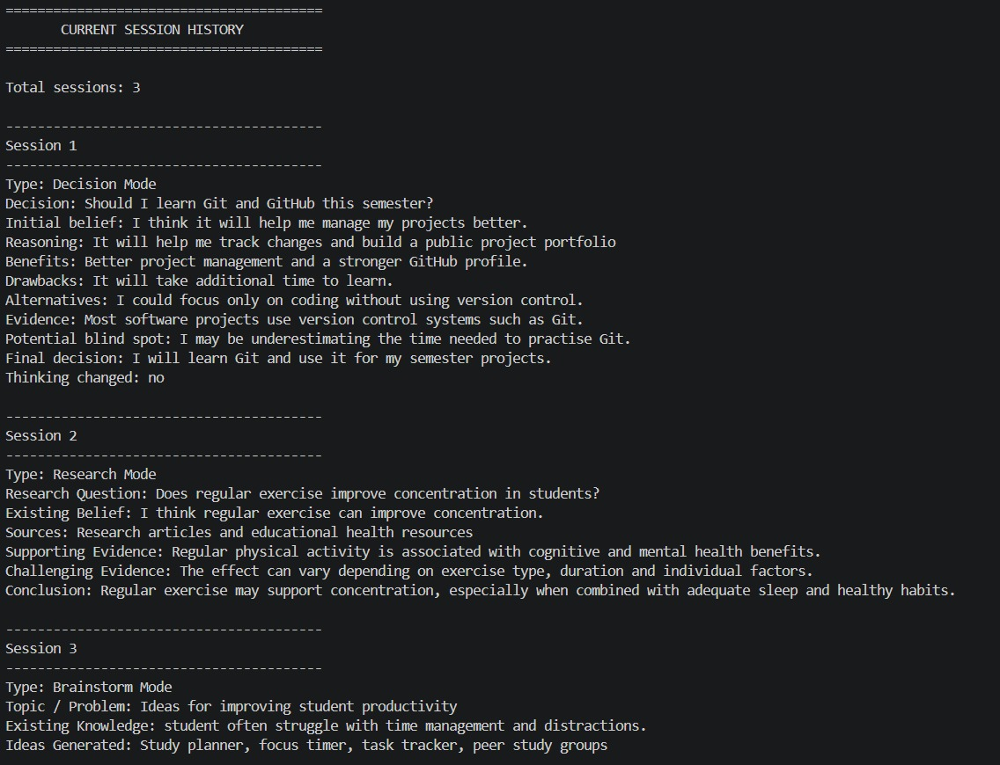 ========================================
CURRENT SESSION HISTORY
========================================
Total sessions: 3
----------------------------------------
Session 1
----------------------------------------
Type: Decision Mode
Decision: Should I learn Git and GitHub this semester?
Initial belief: I think it will help me manage my projects better.
Reasoning: It will help me track changes and build a public project portfolio
Benefits: Better project management and a stronger GitHub profile.
Drawbacks: It will take additional time to learn.
Alternatives: I could focus only on coding without using version control.
Evidence: Most software projects use version control systems such as Git.
Potential blind spot: I may be underestimating the time needed to practise Git.
Final decision: I will learn Git and use it for my semester projects.
Thinking changed: no
----------------------------------------
Session 2
----------------------------------------
Type: Research Mode
Research Question: Does regular exercise improve concentration in students?
Existing Belief: I think regular exercise can improve concentration.
Sources: Research articles and educational health resources
Supporting Evidence: Regular physical activity is associated with cognitive and mental health benefits.
Challenging Evidence: The effect can vary depending on exercise type, duration and individual factors.
Conclusion: Regular exercise may support concentration, especially when combined with adequate sleep and healthy habits.
----------------------------------------
Session 3
----------------------------------------
Type: Brainstorm Mode
Topic / Problem: Ideas for improving student productivity
Existing Knowledge: student often struggle with time management and distractions.
Ideas Generated: Study planner, focus timer, task tracker, peer study groups